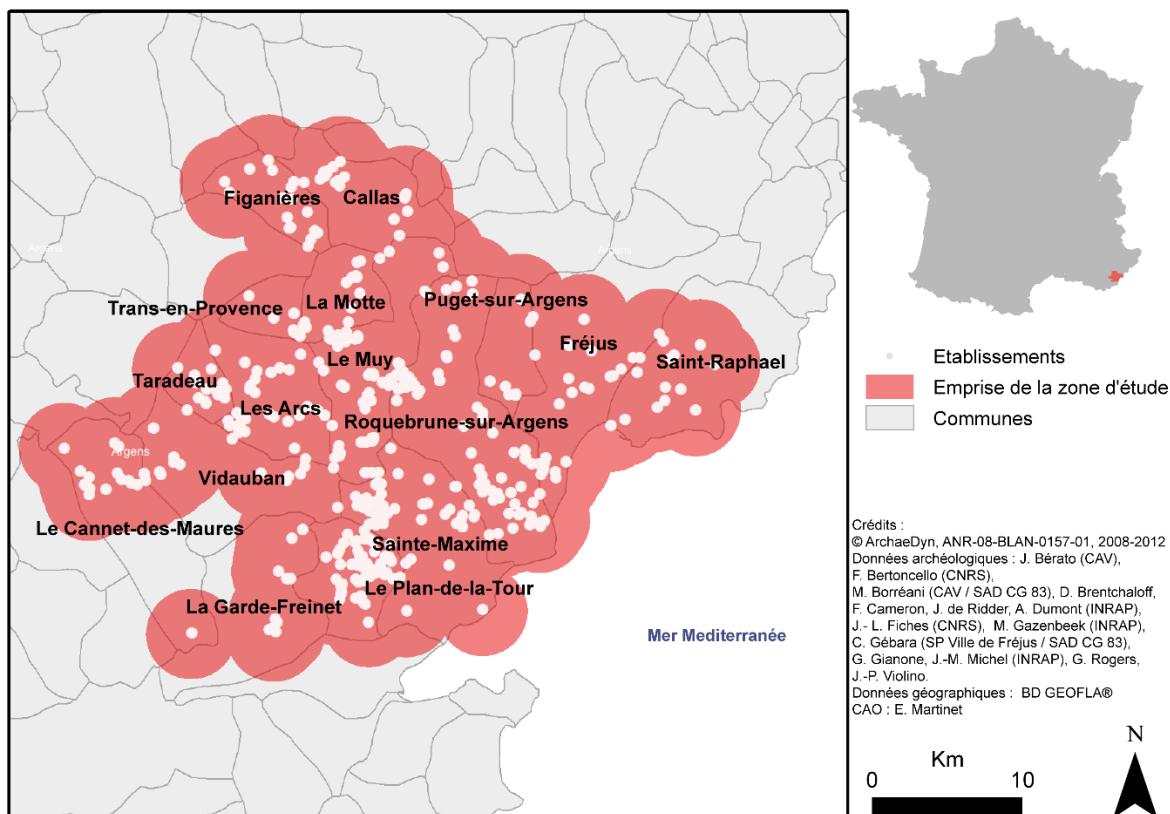 Figanières
Callas
Argens
Argens
Trans-en-Provence
La Motte
Puget-sur-Argens
Fréjus
Le Muy
Saint-Raphael
Taradeau
Les Arcs
Roquebrune-sur-Argens
Argens
Vidauban
Le Cannet-des-Maures
Sainte-Maxime
Le Plan-de-la-Tour
La Garde-Freinet
Mer Mediterranée
Etablissements
Emprise de la zone d'étude
Communes
Crédits :
© ArchaeDyn, ANR-08-BLAN-0157-01, 2008-2012
Données archéologiques : J. Bérato (CAV),
F. Bertoncello (CNRS),
M. Borréani (CAV / SAD CG 83), D. Brentchaloff,
F. Cameron, J. de Ridder, A. Dumont (INRAP),
J.- L. Fiches (CNRS), M. Gazenbeek (INRAP),
C. Gébara (SP Ville de Fréjus / SAD CG 83),
G. Gianone, J.-M. Michel (INRAP), G. Rogers,
J.-P. Violino.
Données géographiques : BD GEOFLA®
CAO : E. Martinet
Km
0 10
N